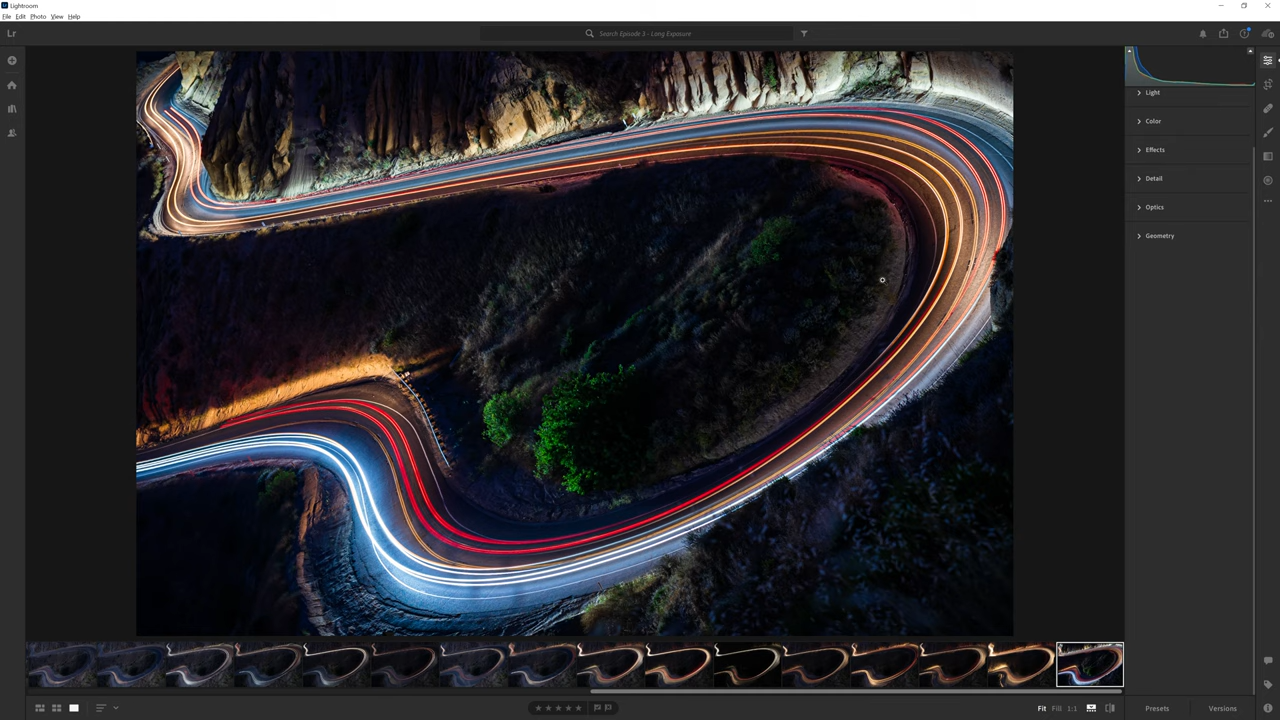 Lightroom
File Edit Photo View Help
Lr
Search Episode 3 - Long Exposure
Light
Color
Effects
Detail
Optics
Geometry
Fit Fill 1:1
Presets Versions